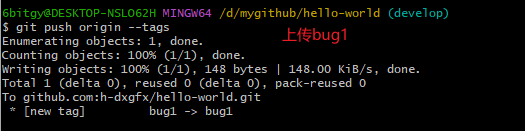 6bitgy@DESKTOP-NSLO62H MINGW64 /d/mygithub/hello-world (develop)
$ git push origin --tags
上传bug1
Enumerating objects: 1, done.
Counting objects: 100% (1/1), done.
Writing objects: 100% (1/1), 148 bytes | 148.00 KiB/s, done.
Total 1 (delta 0), reused 0 (delta 0), pack-reused 0
To github.com:h-dxgfx/hello-world.git
 * [new tag]         bug1 -> bug1